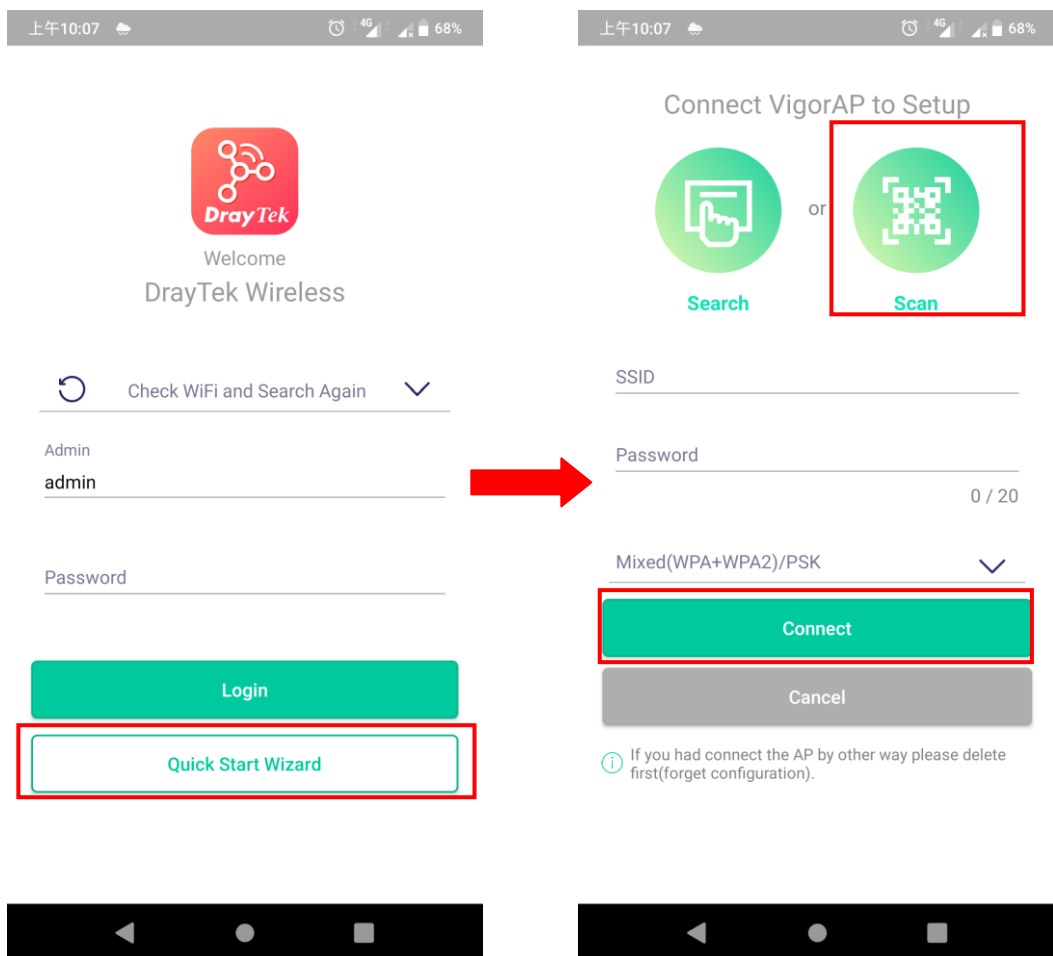 上午10:07
4G
68%
DrayTek
Welcome
DrayTek Wireless
Check WiFi and Search Again
Admin
admin
Password
Login
Quick Start Wizard
上午10:07
4G
68%
Connect VigorAP to Setup
or
Search
Scan
SSID
Password
0 / 20
Mixed(WPA+WPA2)/PSK
Connect
Cancel
If you had connect the AP by other way please delete
first(forget configuration).